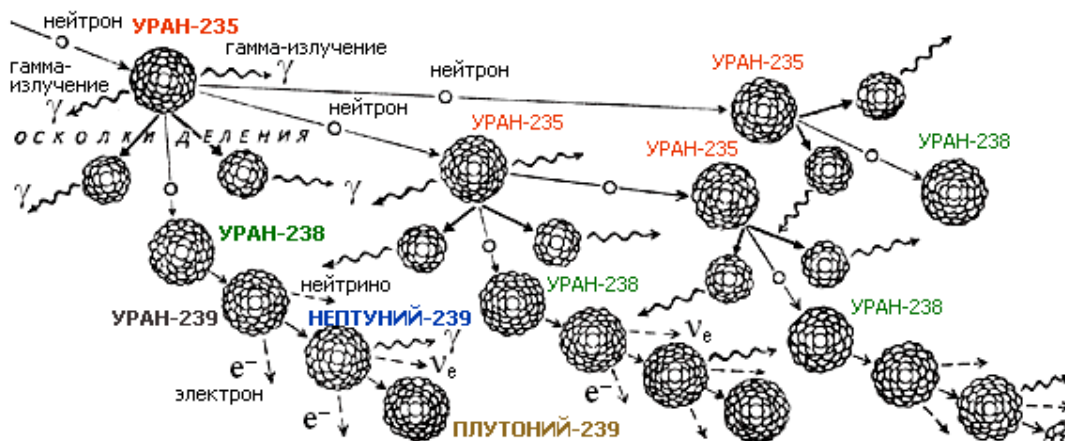 нейтрон
УРАН-235
гамма-излучение
γ
гамма-
излучение
γ
нейтрон
УРАН-235
нейтрон
ОСКОЛКИ ДЕЛЕНИЯ
УРАН-235
УРАН-235
УРАН-238
γ
γ
γ
УРАН-238
нейтрино
УРАН-238
УРАН-238
УРАН-239
НЕПТУНИЙ-239
γ
νe
νe
e−
электрон
e−
e−
ПЛУТОНИЙ-239